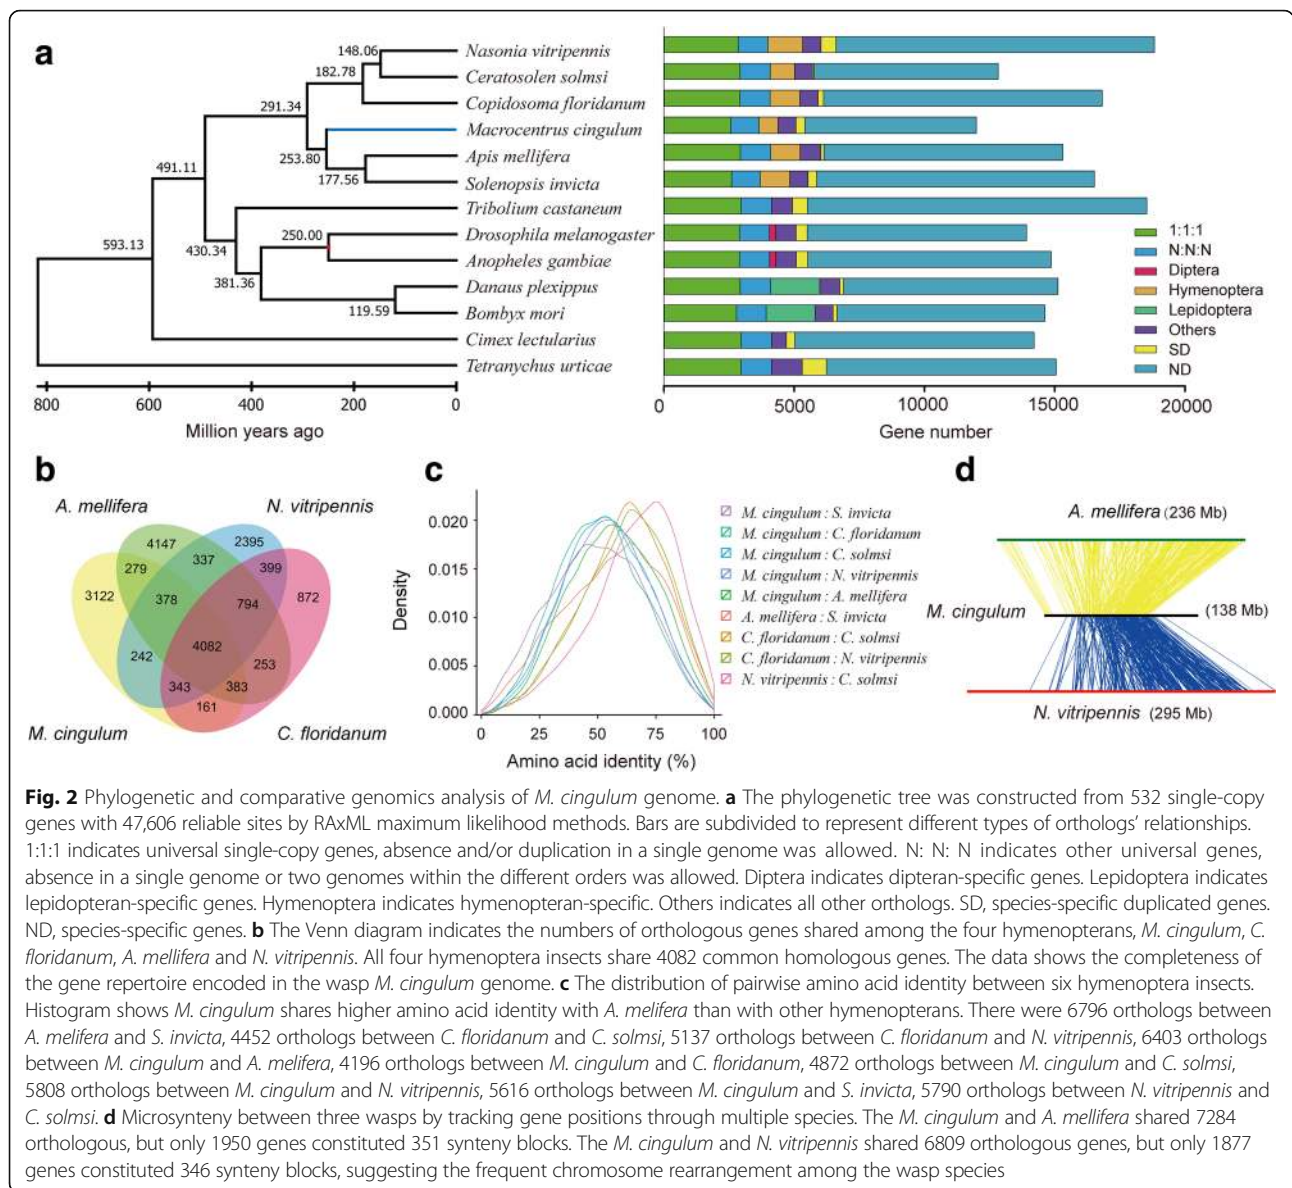 a
148.06
Nasonia vitripennis
182.78
Ceratosolen solmsi
291.34
Copidosoma floridanum
Macrocentrus cingulum
253.80
Apis mellifera
491.11
177.56
Solenopsis invicta
Tribolium castaneum
593.13
430.34
250.00
Drosophila melanogaster
Anopheles gambiae
381.36
Danaus plexippus
119.59
Bombyx mori
Cimex lectularius
Tetranychus urticae
800 600 400 200 0
Million years ago
1:1:1
N:N:N
Diptera
Hymenoptera
Lepidoptera
Others
SD
ND
0 5000 10000 15000 20000
Gene number
b
A. mellifera N. vitripennis
4147 2395
337
279 399
3122 378 794 872
4082
242 253
343 383
161
M. cingulum C. floridanum
c
0.020
0.015
0.010
0.005
0.000
Density
0 25 50 75 100
Amino acid identity (%)
M. cingulum : S. invicta
M. cingulum : C. floridanum
M. cingulum : C. solmsi
M. cingulum : N. vitripennis
M. cingulum : A. mellifera
A. mellifera : S. invicta
C. floridanum : C. solmsi
C. floridanum : N. vitripennis
N. vitripennis : C. solmsi
d
A. mellifera (236 Mb)
M. cingulum (138 Mb)
N. vitripennis (295 Mb)
Fig. 2 Phylogenetic and comparative genomics analysis of M. cingulum genome. a The phylogenetic tree was constructed from 532 single-copy
genes with 47,606 reliable sites by RAxML maximum likelihood methods. Bars are subdivided to represent different types of orthologs' relationships.
1:1:1 indicates universal single-copy genes, absence and/or duplication in a single genome was allowed. N: N: N indicates other universal genes,
absence in a single genome or two genomes within the different orders was allowed. Diptera indicates dipteran-specific genes. Lepidoptera indicates
lepidopteran-specific genes. Hymenoptera indicates hymenopteran-specific. Others indicates all other orthologs. SD, species-specific duplicated genes.
ND, species-specific genes. b The Venn diagram indicates the numbers of orthologous genes shared among the four hymenopterans, M. cingulum, C.
floridanum, A. mellifera and N. vitripennis. All four hymenoptera insects share 4082 common homologous genes. The data shows the completeness of
the gene repertoire encoded in the wasp M. cingulum genome. c The distribution of pairwise amino acid identity between six hymenoptera insects.
Histogram shows M. cingulum shares higher amino acid identity with A. melifera than with other hymenopterans. There were 6796 orthologs between
A. melifera and S. invicta, 4452 orthologs between C. floridanum and C. solmsi, 5137 orthologs between C. floridanum and N. vitripennis, 6403 orthologs
between M. cingulum and A. melifera, 4196 orthologs between M. cingulum and C. floridanum, 4872 orthologs between M. cingulum and C. solmsi,
5808 orthologs between M. cingulum and N. vitripennis, 5616 orthologs between M. cingulum and S. invicta, 5790 orthologs between N. vitripennis and
C. solmsi. d Microsynteny between three wasps by tracking gene positions through multiple species. The M. cingulum and A. mellifera shared 7284
orthologous, but only 1950 genes constituted 351 synteny blocks. The M. cingulum and N. vitripennis shared 6809 orthologous genes, but only 1877
genes constituted 346 synteny blocks, suggesting the frequent chromosome rearrangement among the wasp species